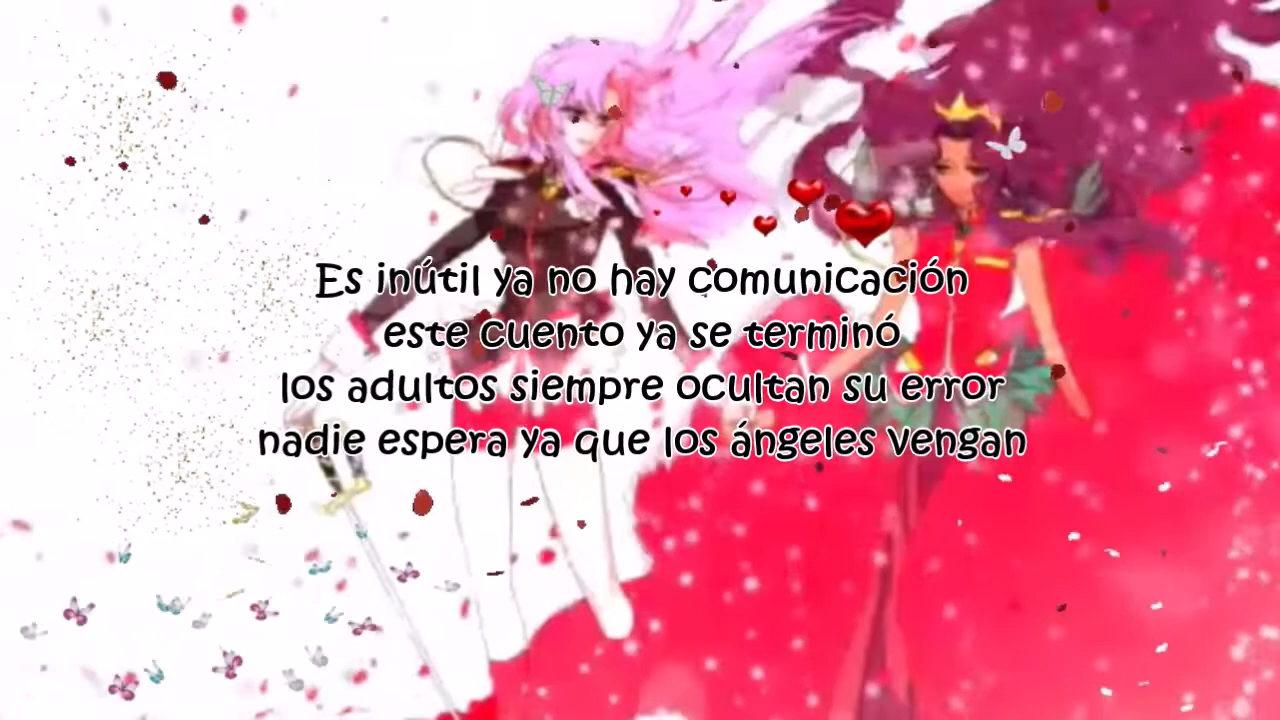 Es inútil ya no hay comunicación
este cuento ya se terminó
los adultos siempre ocultan su error
nadie espera ya que los ángeles vengan